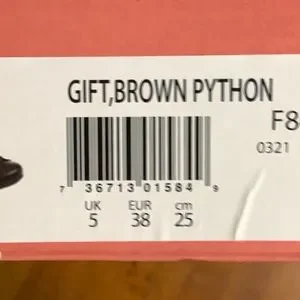 GIFT,BROWN PYTHON
F8
0321
7 36713 01584 9
UK EUR cm
5 38 25